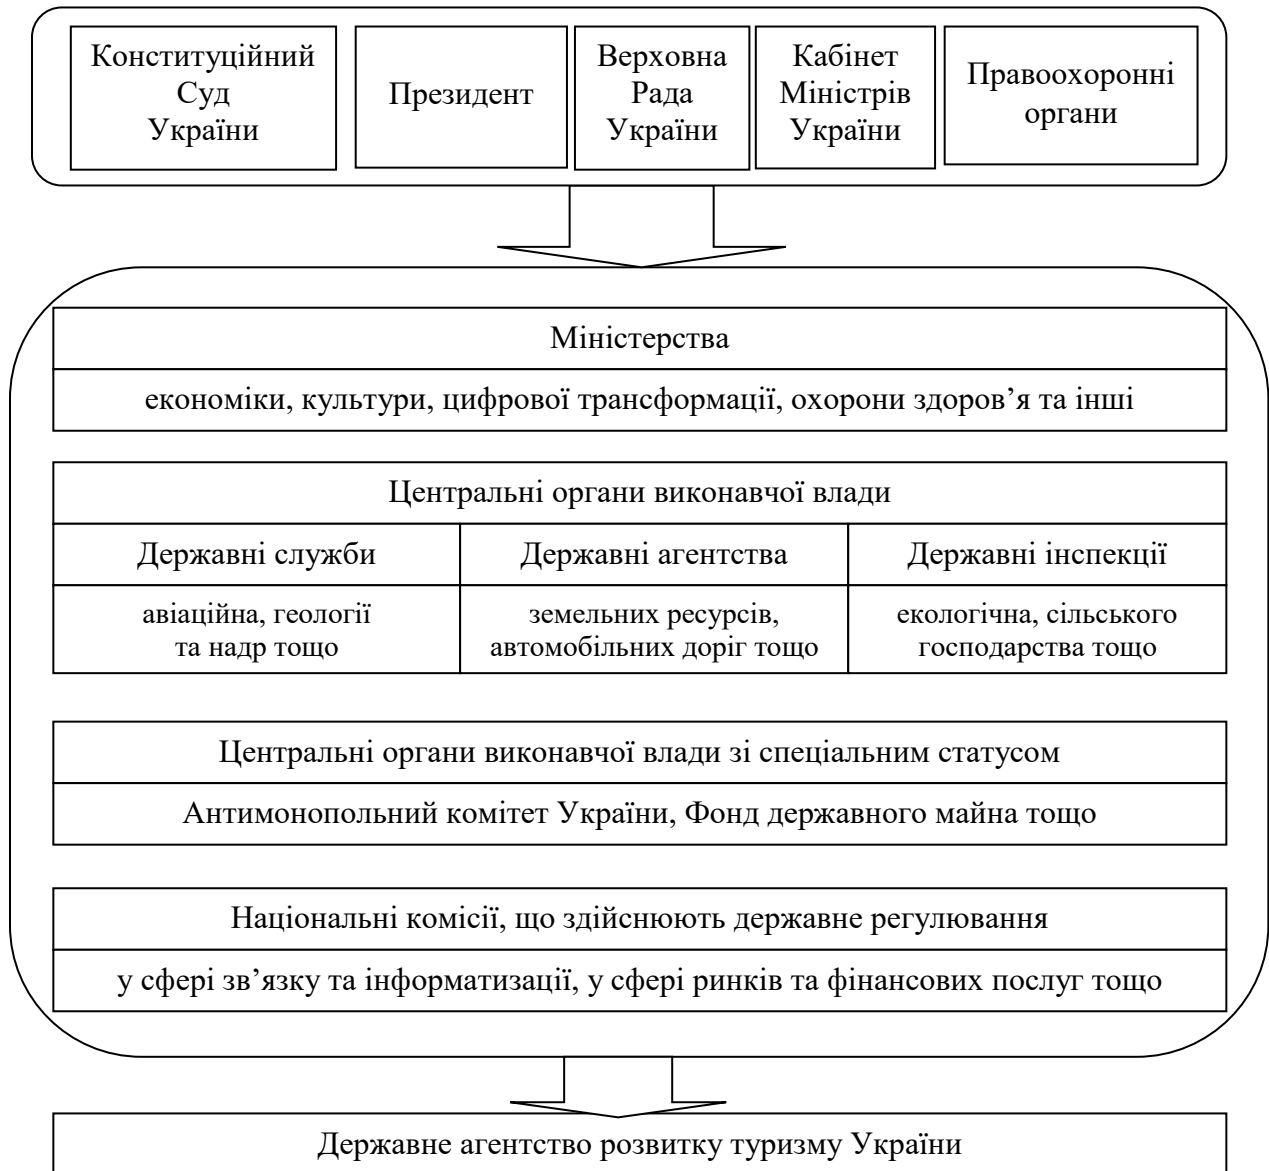 Конституційний
Суд
України
Президент
Верховна
Рада
України
Кабінет
Міністрів
України
Правоохоронні
органи
Міністерства
економіки, культури, цифрової трансформації, охорони здоров’я та інші
Центральні органи виконавчої влади
Державні служби
Державні агентства
Державні інспекції
авіаційна, геології
та надр тощо
земельних ресурсів,
автомобільних доріг тощо
екологічна, сільського
господарства тощо
Центральні органи виконавчої влади зі спеціальним статусом
Антимонопольний комітет України, Фонд державного майна тощо
Національні комісії, що здійснюють державне регулювання
у сфері зв’язку та інформатизації, у сфері ринків та фінансових послуг тощо
Державне агентство розвитку туризму України